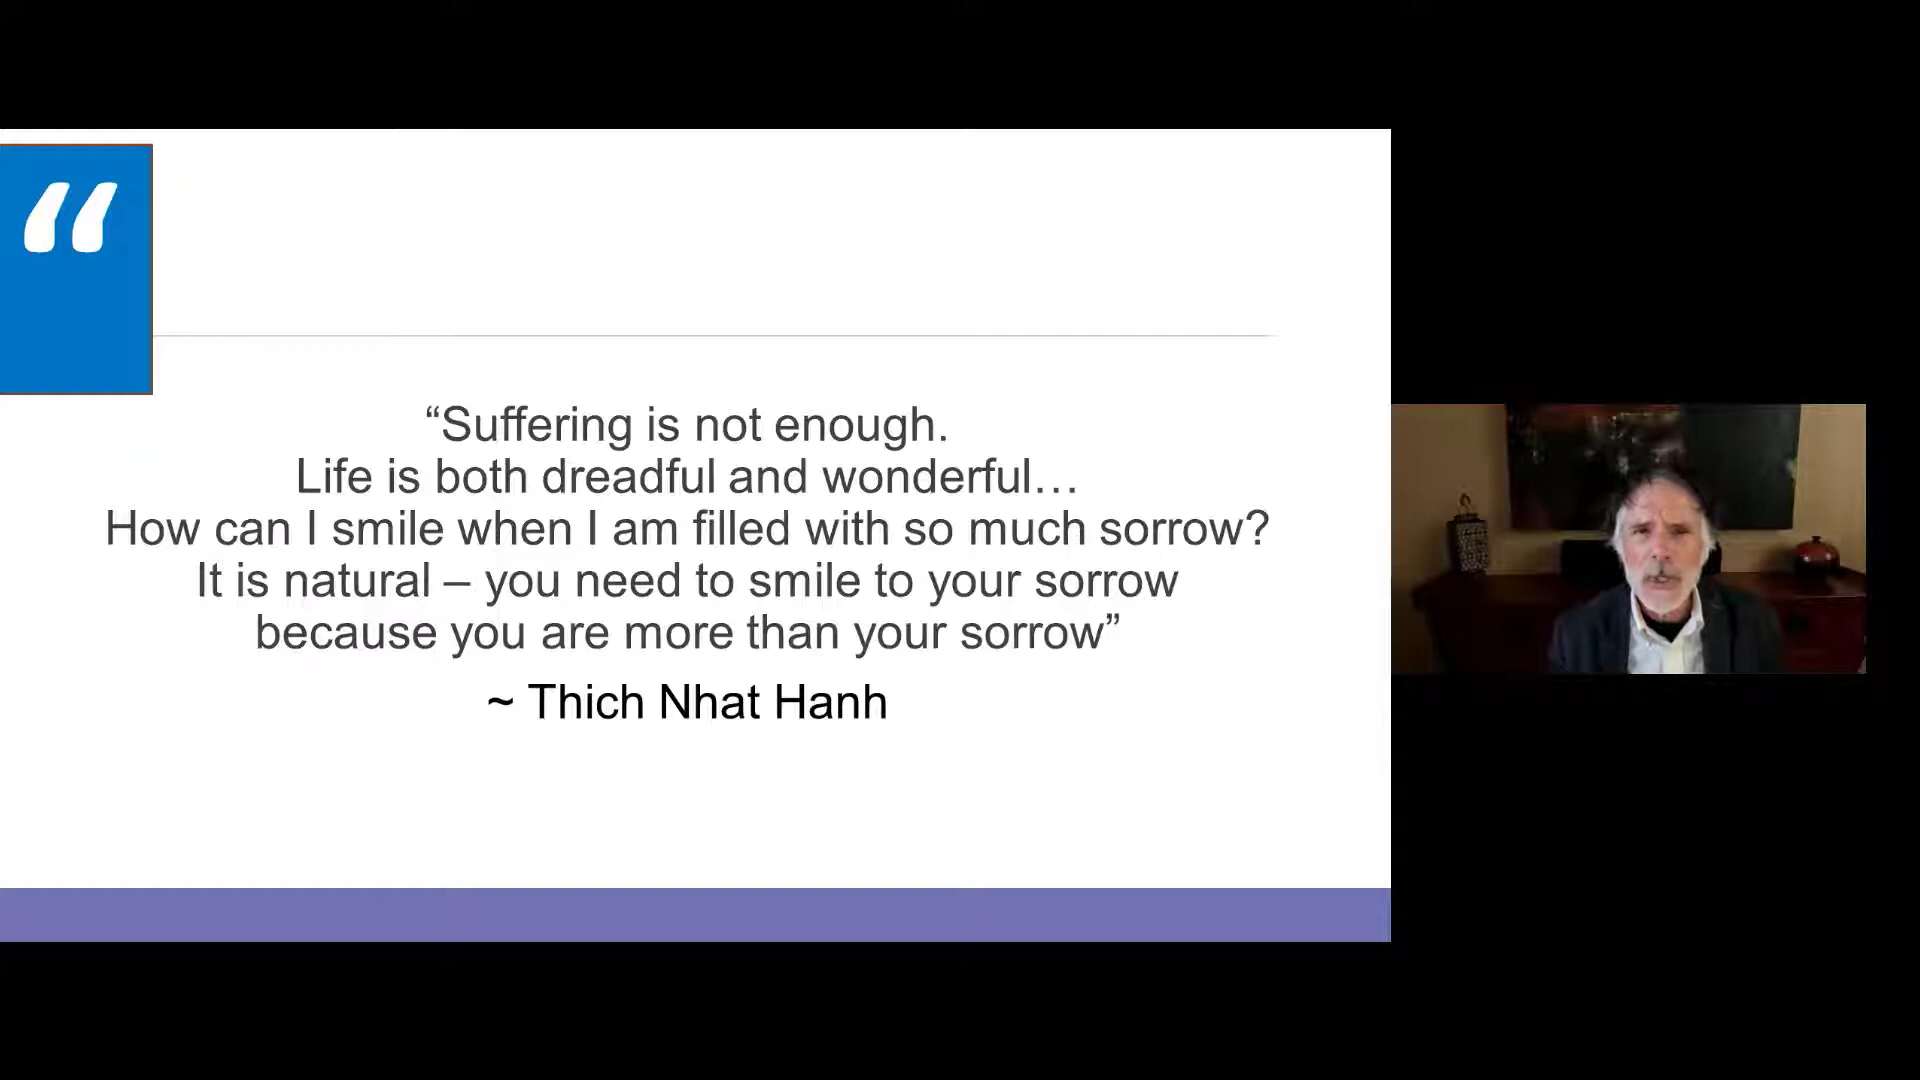 “
“Suffering is not enough.
Life is both dreadful and wonderful…
How can I smile when I am filled with so much sorrow?
It is natural – you need to smile to your sorrow
because you are more than your sorrow”
~ Thich Nhat Hanh